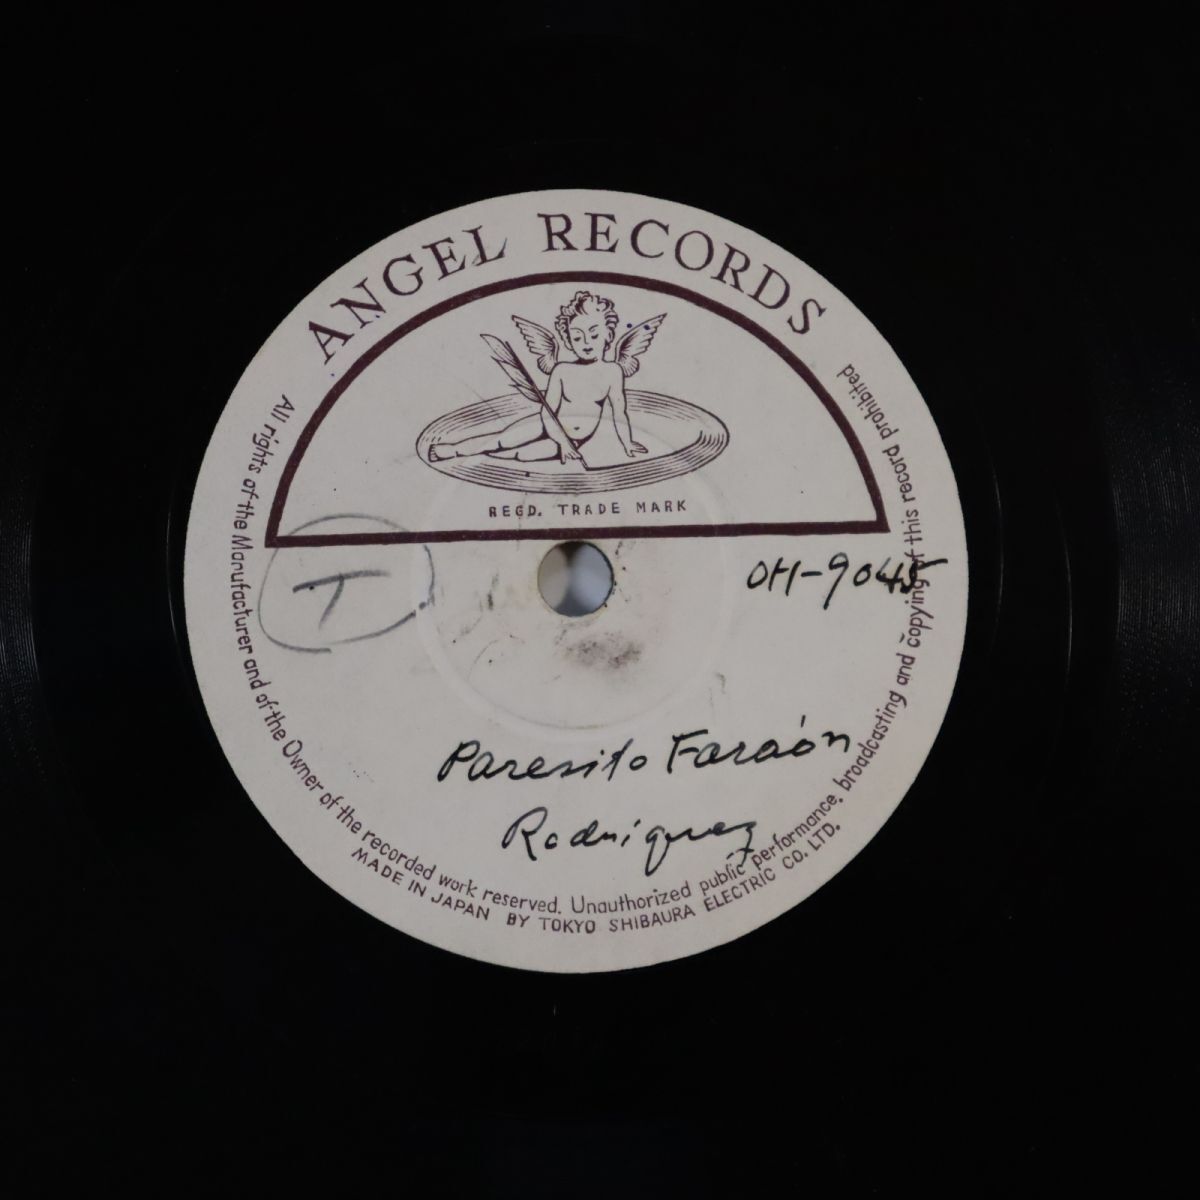 ANGEL RECORDS
REGD. TRADE MARK
I
OH-9045
Paresito Faraón
Rodriguez
All rights of the Manufacturer and of the Owner of the recorded work reserved. Unauthorized public performance, broadcasting and copying of this record prohibited
MADE IN JAPAN BY TOKYO SHIBAURA ELECTRIC CO. LTD.